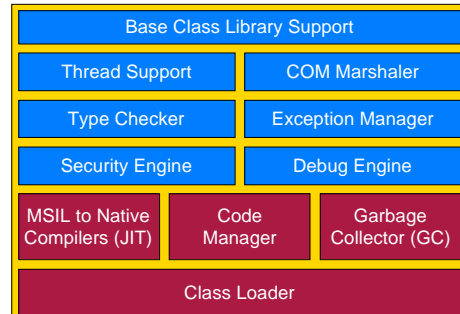 Base Class Library Support
Thread Support
COM Marshaler
Type Checker
Exception Manager
Security Engine
Debug Engine
MSIL to Native
Compilers (JIT)
Code
Manager
Garbage
Collector (GC)
Class Loader